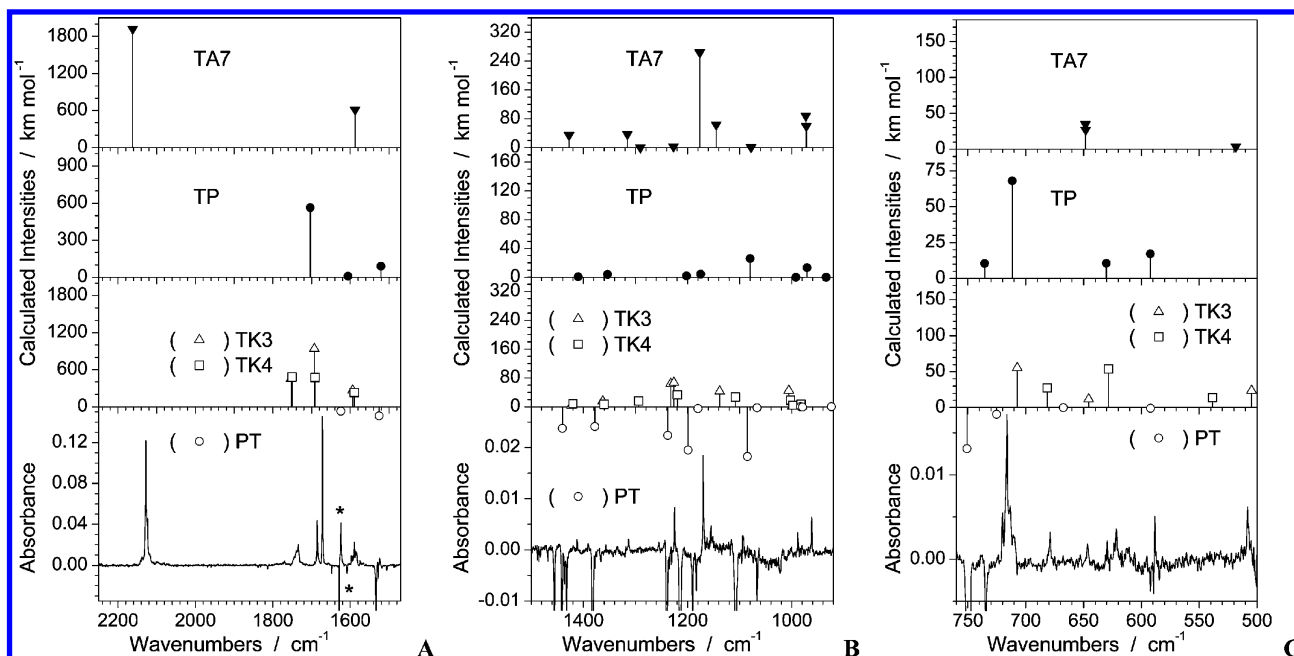 1800
1200
600
0
TA7
900
600
300
0
TP
1800
1200
600
0
( △ ) TK3
( □ ) TK4
0.12
0.08
0.04
0.00
( ○ ) PT
*
*
Calculated Intensities / km mol⁻¹
Absorbance
2200 2000 1800 1600
Wavenumbers / cm⁻¹
A
320
240
160
80
0
TA7
160
120
80
40
0
TP
320
240
160
80
0
( △ ) TK3
( □ ) TK4
0.02
0.01
0.00
-0.01
( ○ ) PT
Calculated Intensities / km mol⁻¹
Absorbance
1400 1200 1000
Wavenumbers / cm⁻¹
B
150
100
50
0
TA7
75
50
25
0
TP
150
100
50
0
( △ ) TK3
( □ ) TK4
0.01
0.00
( ○ ) PT
Calculated Intensities / km mol⁻¹
Absorbance
750 700 650 600 550 500
Wavenumbers / cm⁻¹
C